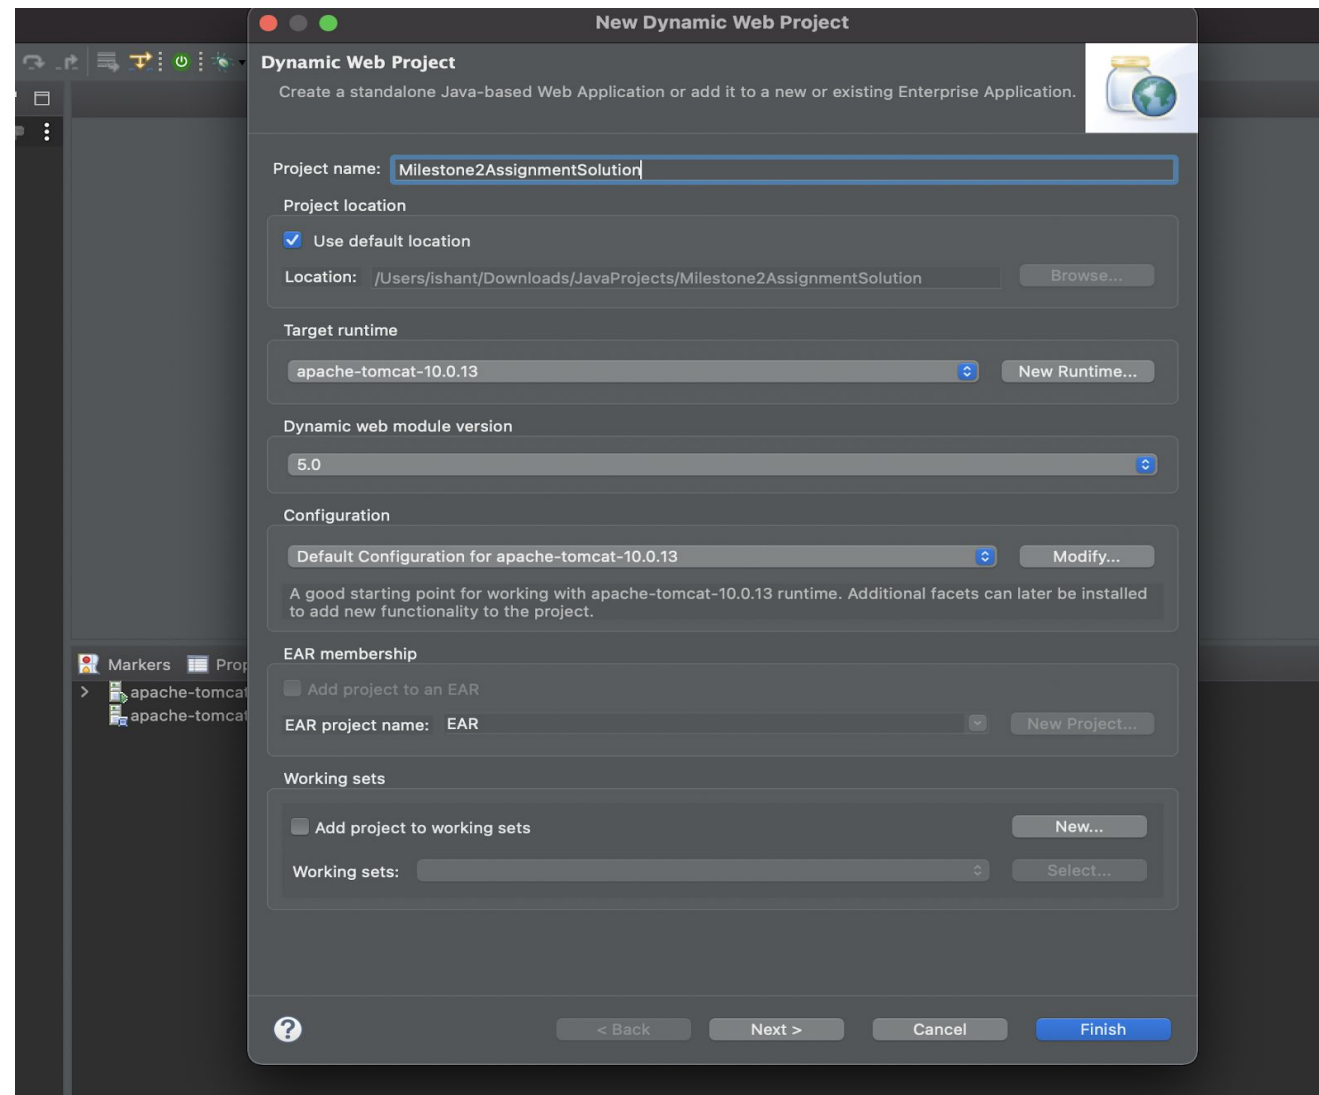 New Dynamic Web Project
Dynamic Web Project
Create a standalone Java-based Web Application or add it to a new or existing Enterprise Application.
Project name: Milestone2AssignmentSolution
Project location
Use default location
Location: /Users/ishant/Downloads/JavaProjects/Milestone2AssignmentSolution Browse...
Target runtime
apache-tomcat-10.0.13 New Runtime...
Dynamic web module version
5.0
Configuration
Default Configuration for apache-tomcat-10.0.13 Modify...
A good starting point for working with apache-tomcat-10.0.13 runtime. Additional facets can later be installed
to add new functionality to the project.
EAR membership
Add project to an EAR
EAR project name: EAR New Project...
Working sets
Add project to working sets New...
Working sets: Select...
? < Back Next > Cancel Finish
Markers Prop
apache-tomcat
apache-tomcat